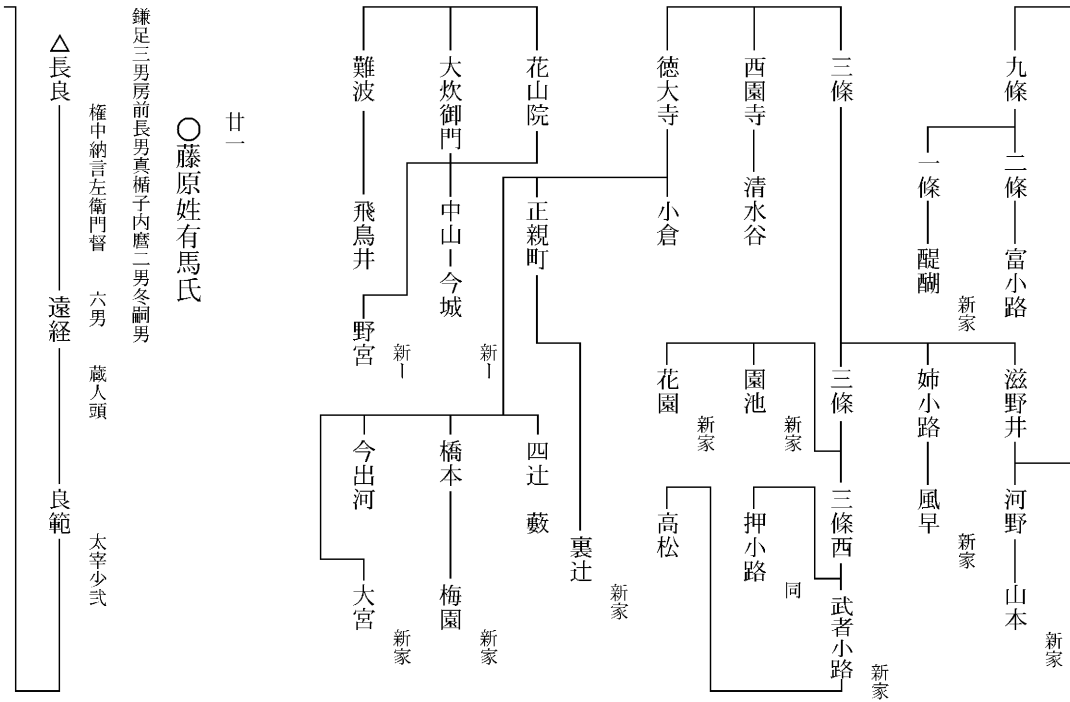 九條
二條
富小路
一條
醍醐
新家
滋野井
河野
山本
新家
姉小路
風早
新家
三條
三條
三條西
武者小路
新家
西園寺
清水谷
園池
新家
押小路
同
徳大寺
小倉
花園
新家
高松
花山院
正親町
裏辻
新家
四辻 藪
大炊御門
中山
今城
新ー
橋本
梅園
新家
難波
飛鳥井
野宮
新ー
今出河
大宮
新家
廿一
○藤原姓有馬氏
鎌足三男房前長男真楯子内麿二男冬嗣男
権中納言左衛門督 六男 蔵人頭 太宰少弐
△長良 遠経 良範